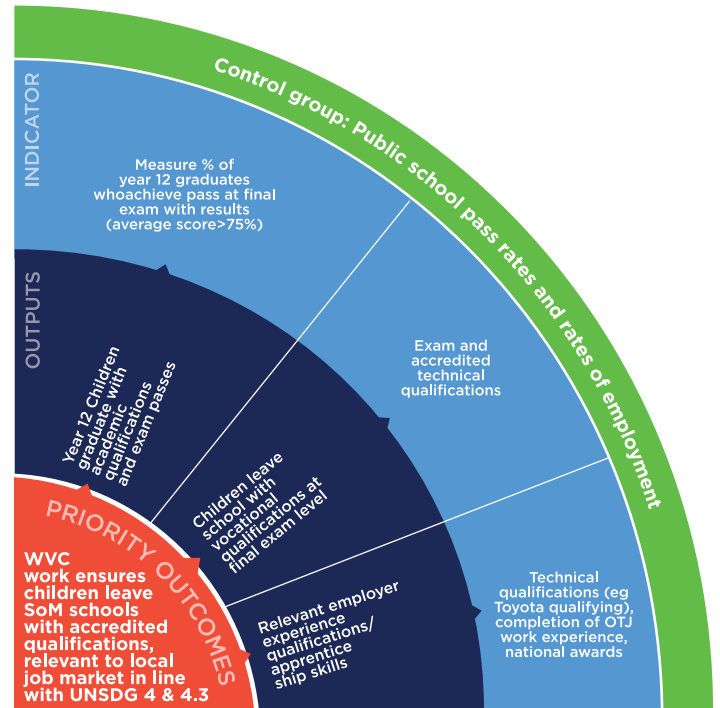 Control group: Public school pass rates and rates of employment
INDICATOR
Measure % of
year 12 graduates
whoachieve pass at final
exam with results
(average score>75%)
Exam and
accredited
technical
qualifications
Technical
qualifications (eg
Toyota qualifying),
completion of OTJ
work experience,
national awards
OUTPUTS
Year 12 Children
graduate with
academic
qualifications
and exam passes
Children leave
school with
vocational
qualifications at
final exam level
Relevant employer
experience
qualifications/
apprentice
ship skills
PRIORITY OUTCOMES
WVC
work ensures
children leave
SoM schools
with accredited
qualifications,
relevant to local
job market in line
with UNSDG 4 & 4.3